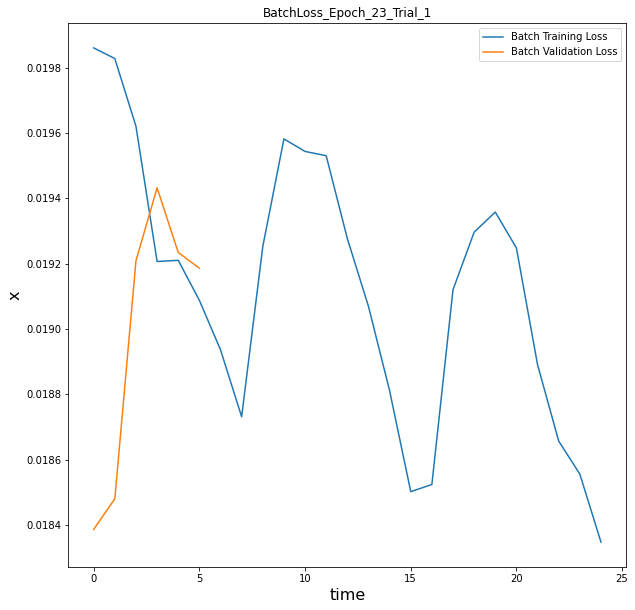 BatchLoss_Epoch_23_Trial_1
Batch Training Loss
Batch Validation Loss
0.0198
0.0196
0.0194
0.0192
0.0190
0.0188
0.0186
0.0184
x
0 5 10 15 20 25
time